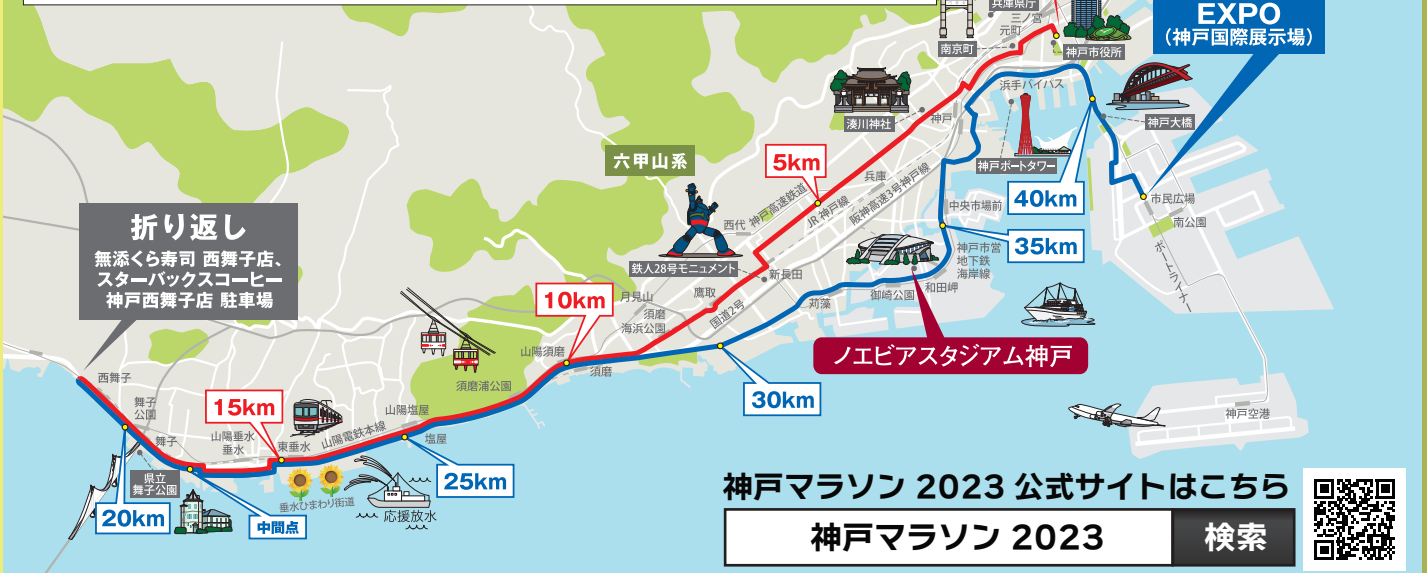 兵庫県庁
三ノ宮
元町
南京町
神戸市役所
EXPO
(神戸国際展示場)
浜手バイパス
湊川神社
神戸
神戸大橋
神戸ポートタワー
六甲山系
5km
兵庫
神戸高速鉄道
JR 神戸線
阪神高速3号神戸線
40km
中央市場前
市民広場
南公園
ポートライナー
折り返し
無添くら寿司 西舞子店、
スターバックスコーヒー
神戸西舞子店 駐車場
西代
35km
神戸市営
地下鉄
海岸線
鉄人28号モニュメント
新長田
和田岬
御崎公園
苅藻
10km
月見山
鷹取
須磨
海浜公園
国道2号
ノエビアスタジアム神戸
山陽須磨
須磨
須磨浦公園
30km
西舞子
舞子
公園
15km
山陽塩屋
山陽電鉄本線
塩屋
舞子
山陽垂水
垂水
東垂水
神戸空港
県立
舞子公園
25km
垂水ひまわり街道
応援放水
20km
中間点
神戸マラソン 2023 公式サイトはこちら
神戸マラソン 2023
検索